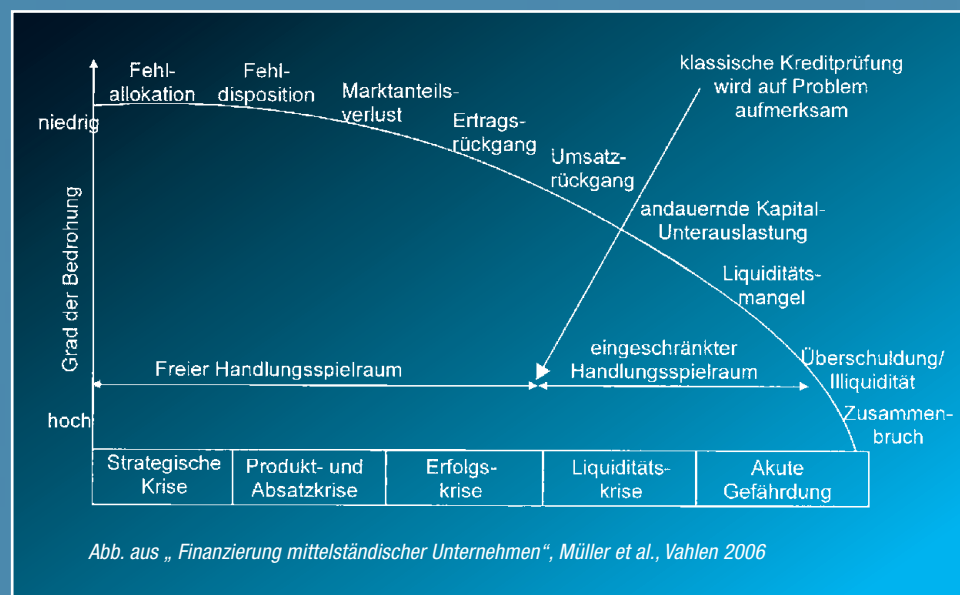 Fehl-
allokation
Fehl-
disposition
Marktanteils-
verlust
Ertrags-
rückgang
Umsatz-
rückgang
klassische Kreditprüfung
wird auf Problem
aufmerksam
andauernde Kapital-
Unterauslastung
Liquiditäts-
mangel
Überschuldung/
Illiquidität
Zusammen-
bruch
niedrig
Grad der Bedrohung
hoch
Freier Handlungsspielraum
eingeschränkter
Handlungsspielraum
Strategische
Krise
Produkt- und
Absatzkrise
Erfolgs-
krise
Liquiditäts-
krise
Akute
Gefährdung
Abb. aus „ Finanzierung mittelständischer Unternehmen“, Müller et al., Vahlen 2006